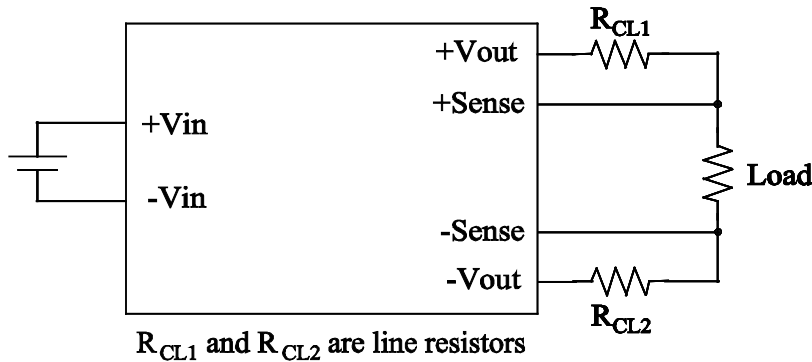 R_CL1
+Vout
+Sense
+Vin
Load
-Vin
-Sense
-Vout
R_CL2
R_CL1 and R_CL2 are line resistors